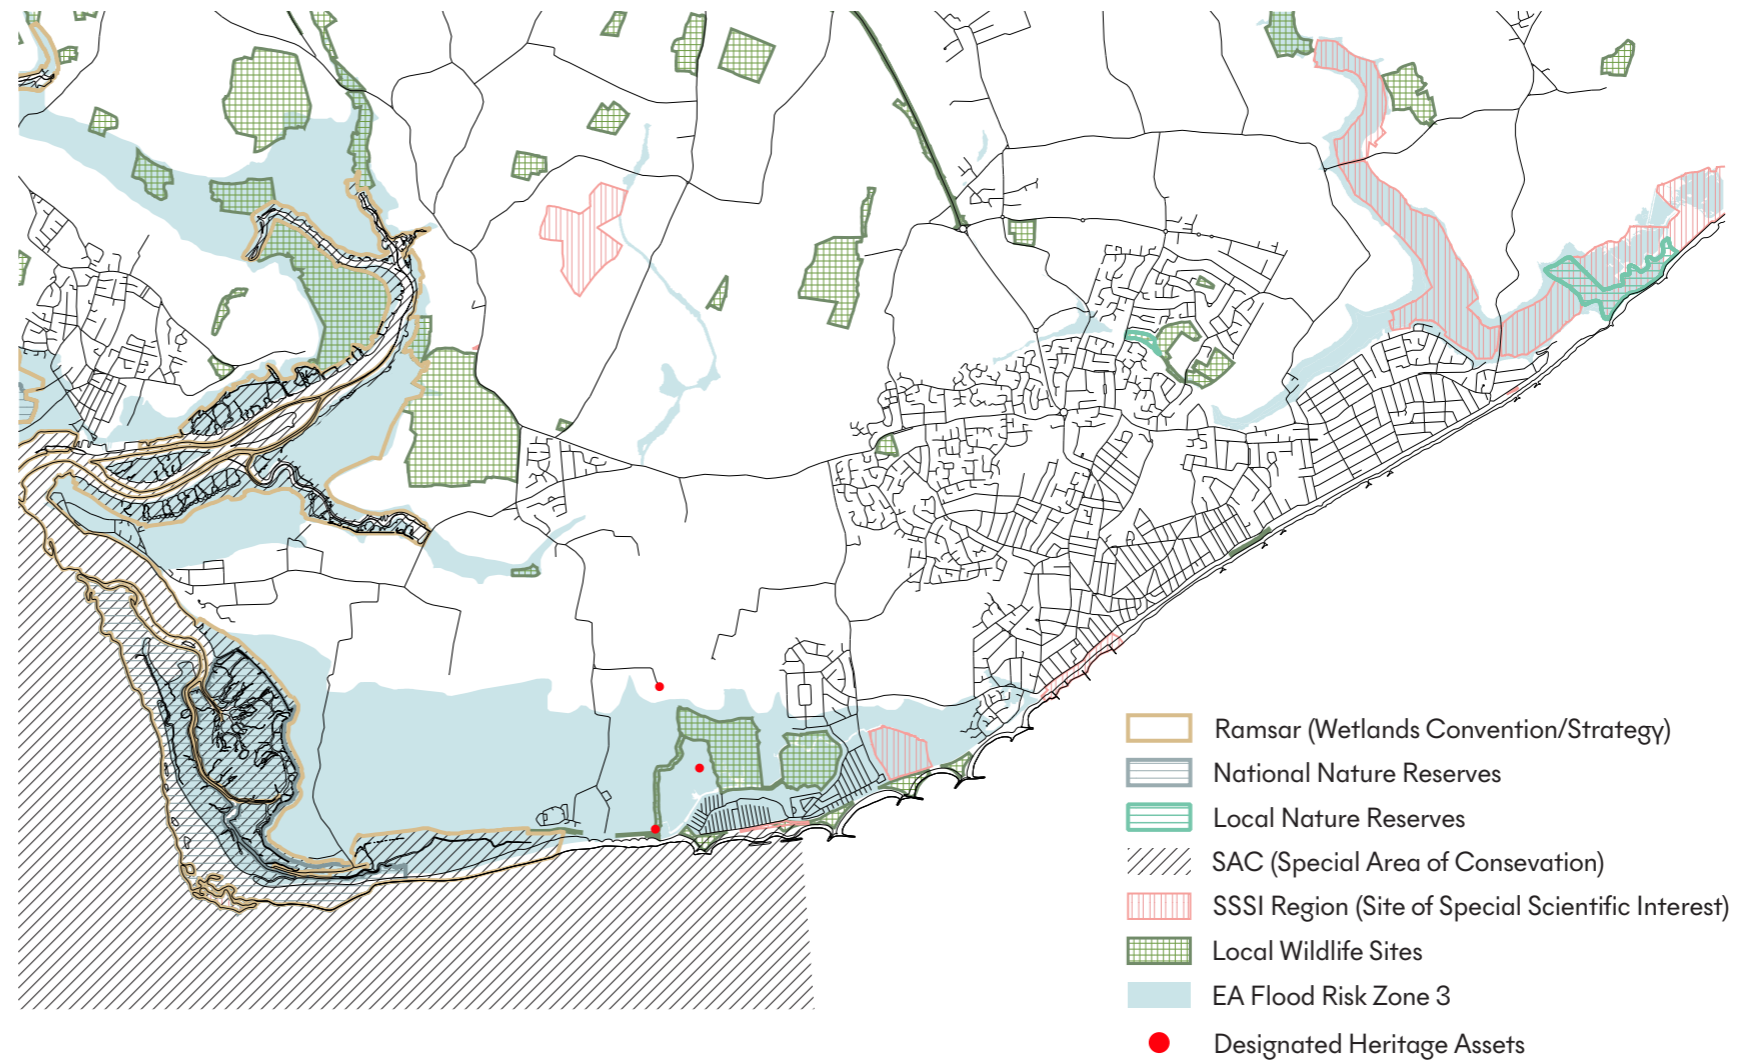 Ramsar (Wetlands Convention/Strategy)
National Nature Reserves
Local Nature Reserves
SAC (Special Area of Consevation)
SSSI Region (Site of Special Scientific Interest)
Local Wildlife Sites
EA Flood Risk Zone 3
Designated Heritage Assets